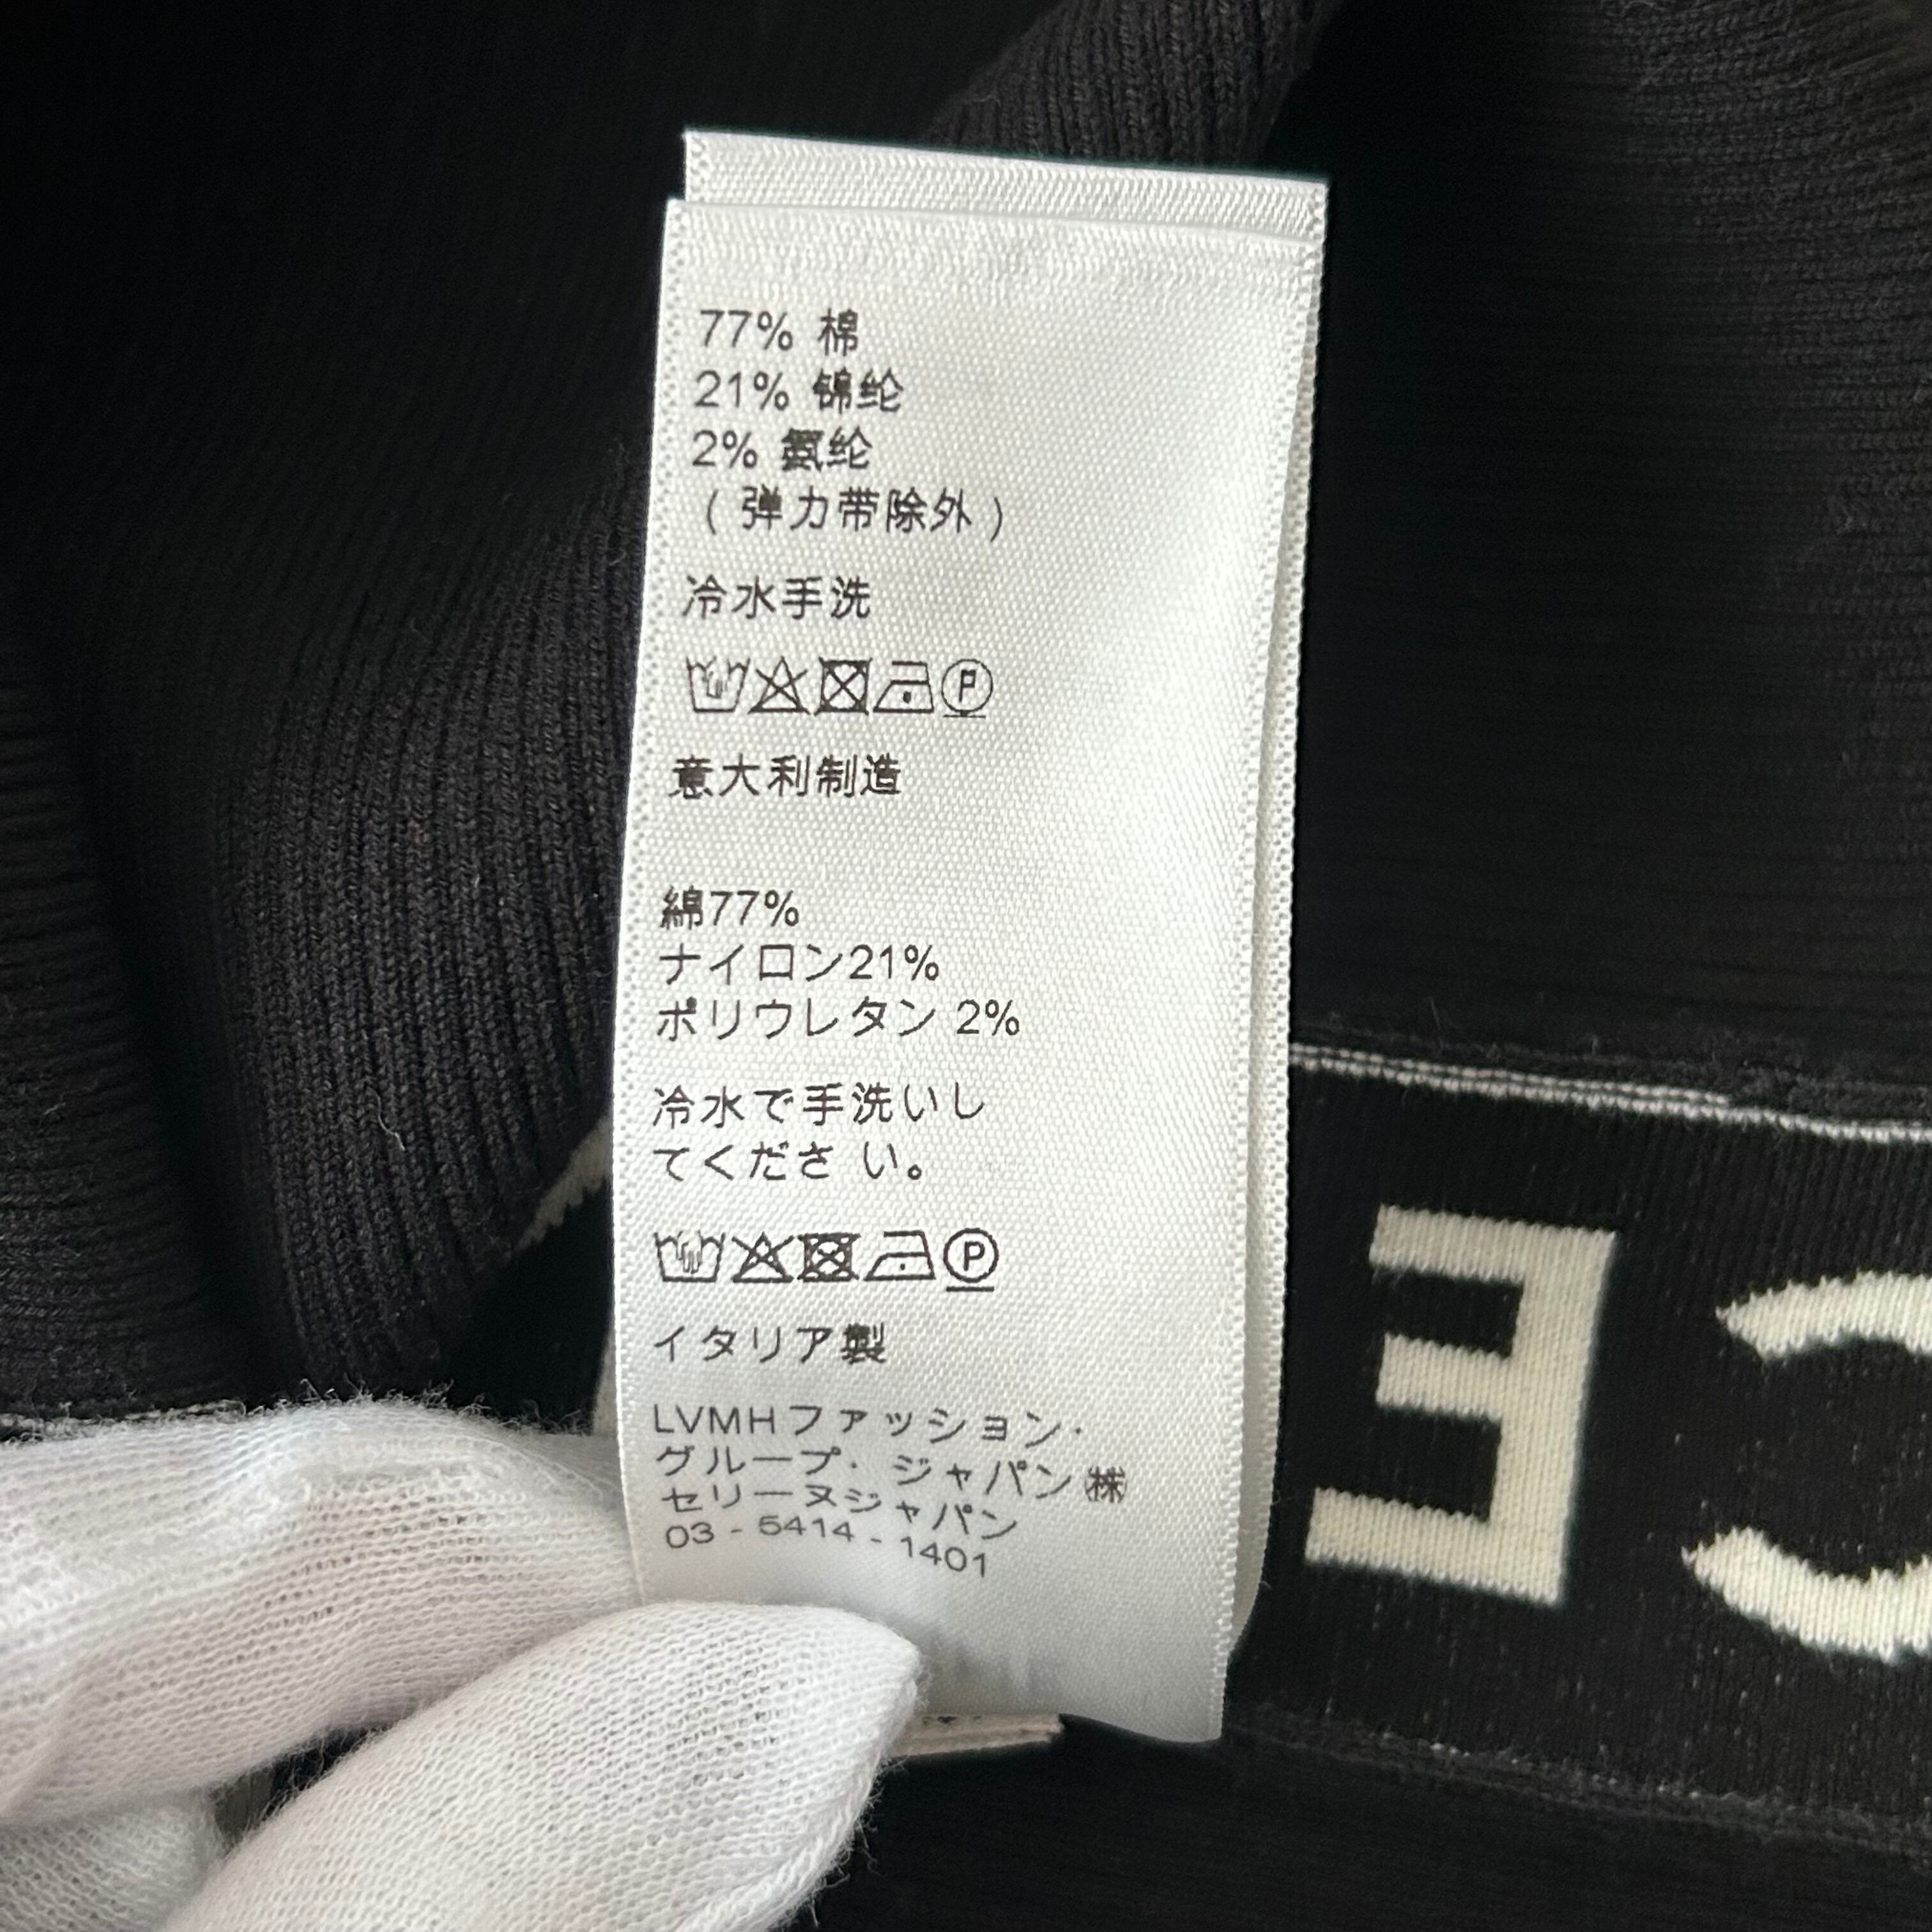 77% 棉
21% 锦纶
2% 氨纶
( 弹力带除外 )
冷水手洗
P
意大利制造
綿77%
ナイロン21%
ポリウレタン 2%
冷水で手洗いし
てくださ い。
P
イタリア製
LVMHファッション·
グループ· ジャパン㈱
セリーヌジャパン
03 - 5414 - 1401
E C